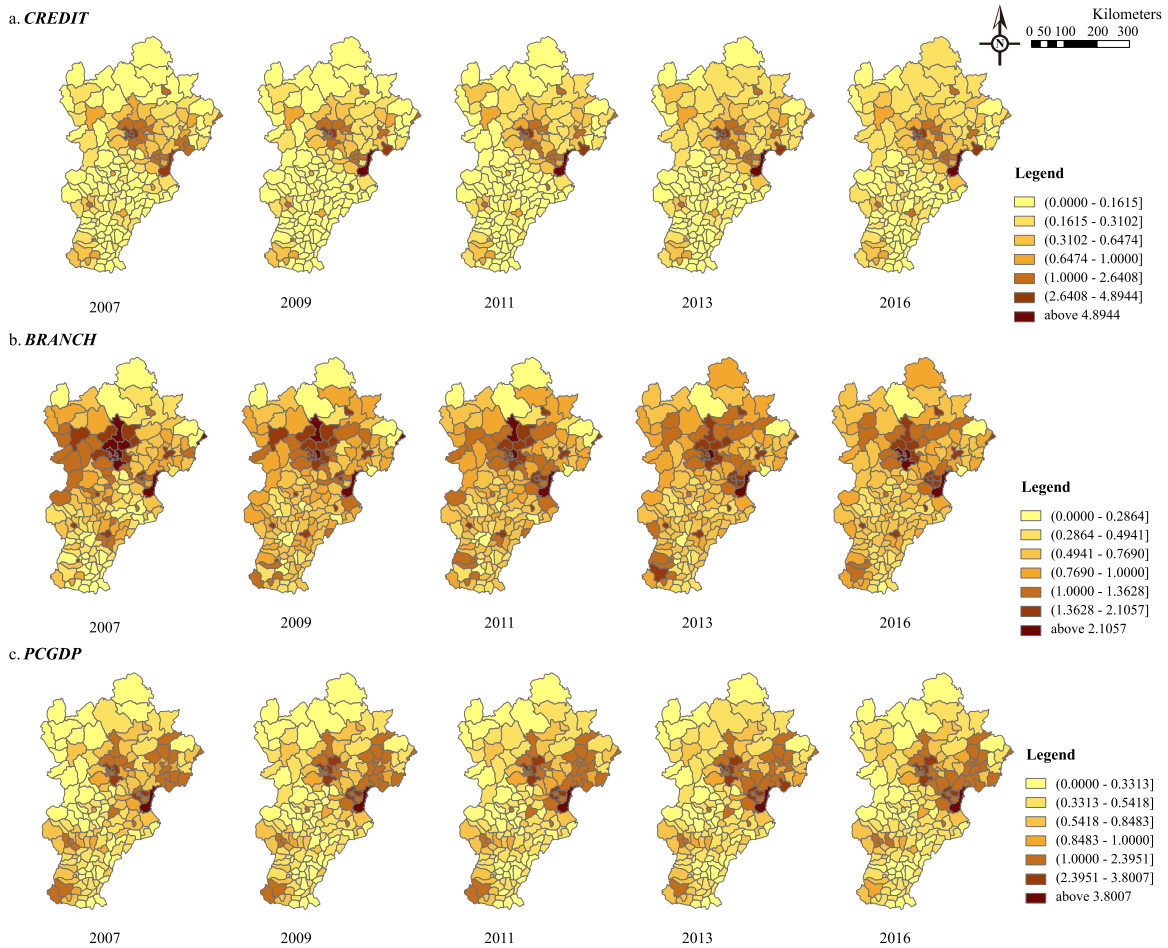 a. CREDIT
Kilometers
N
0 50 100 200 300
Legend
(0.0000 - 0.1615]
(0.1615 - 0.3102]
(0.3102 - 0.6474]
(0.6474 - 1.0000]
(1.0000 - 2.6408]
(2.6408 - 4.8944]
above 4.8944
2007 2009 2011 2013 2016
b. BRANCH
Legend
(0.0000 - 0.2864]
(0.2864 - 0.4941]
(0.4941 - 0.7690]
(0.7690 - 1.0000]
(1.0000 - 1.3628]
(1.3628 - 2.1057]
above 2.1057
2007 2009 2011 2013 2016
c. PCGDP
Legend
(0.0000 - 0.3313]
(0.3313 - 0.5418]
(0.5418 - 0.8483]
(0.8483 - 1.0000]
(1.0000 - 2.3951]
(2.3951 - 3.8007]
above 3.8007
2007 2009 2011 2013 2016